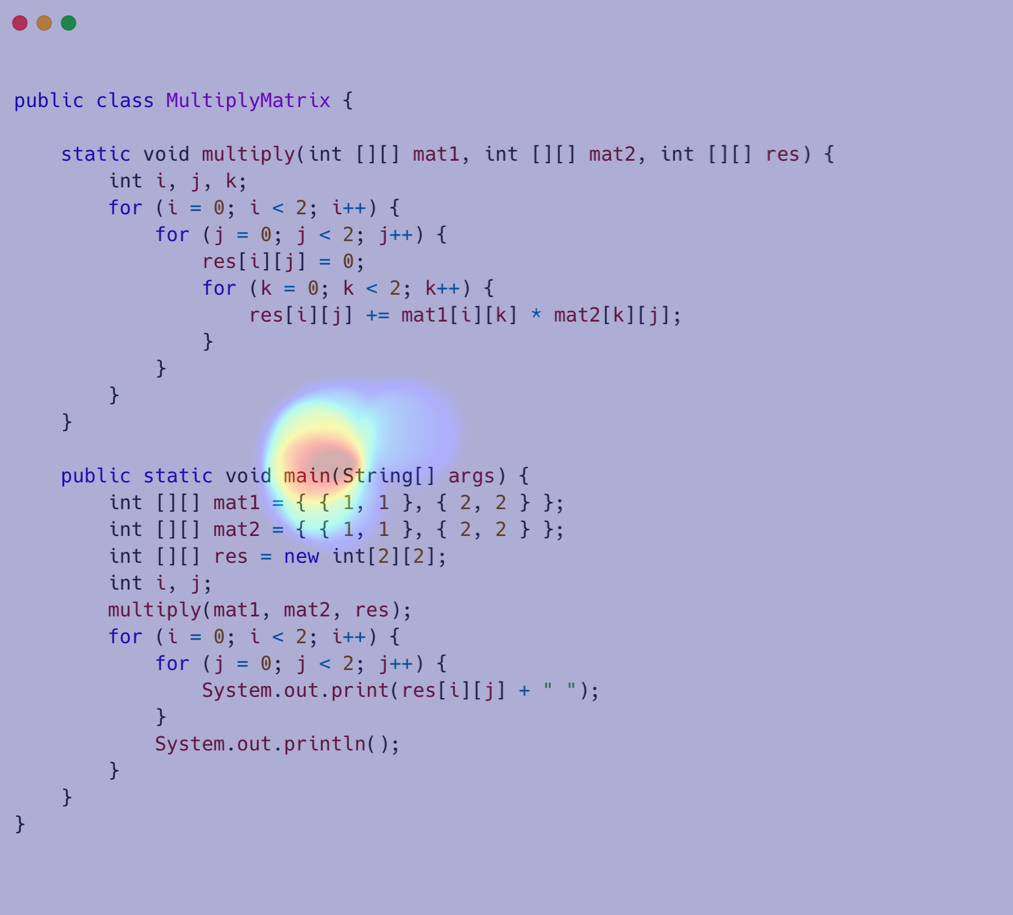 public class MultiplyMatrix {
    static void multiply(int [][] mat1, int [][] mat2, int [][] res) {
        int i, j, k;
        for (i = 0; i < 2; i++) {
            for (j = 0; j < 2; j++) {
                res[i][j] = 0;
                for (k = 0; k < 2; k++) {
                    res[i][j] += mat1[i][k] * mat2[k][j];
                }
            }
        }
    }
    public static void main(String[] args) {
        int [][] mat1 = { { 1, 1 }, { 2, 2 } };
        int [][] mat2 = { { 1, 1 }, { 2, 2 } };
        int [][] res = new int[2][2];
        int i, j;
        multiply(mat1, mat2, res);
        for (i = 0; i < 2; i++) {
            for (j = 0; j < 2; j++) {
                System.out.print(res[i][j] + " ");
            }
            System.out.println();
        }
    }
}